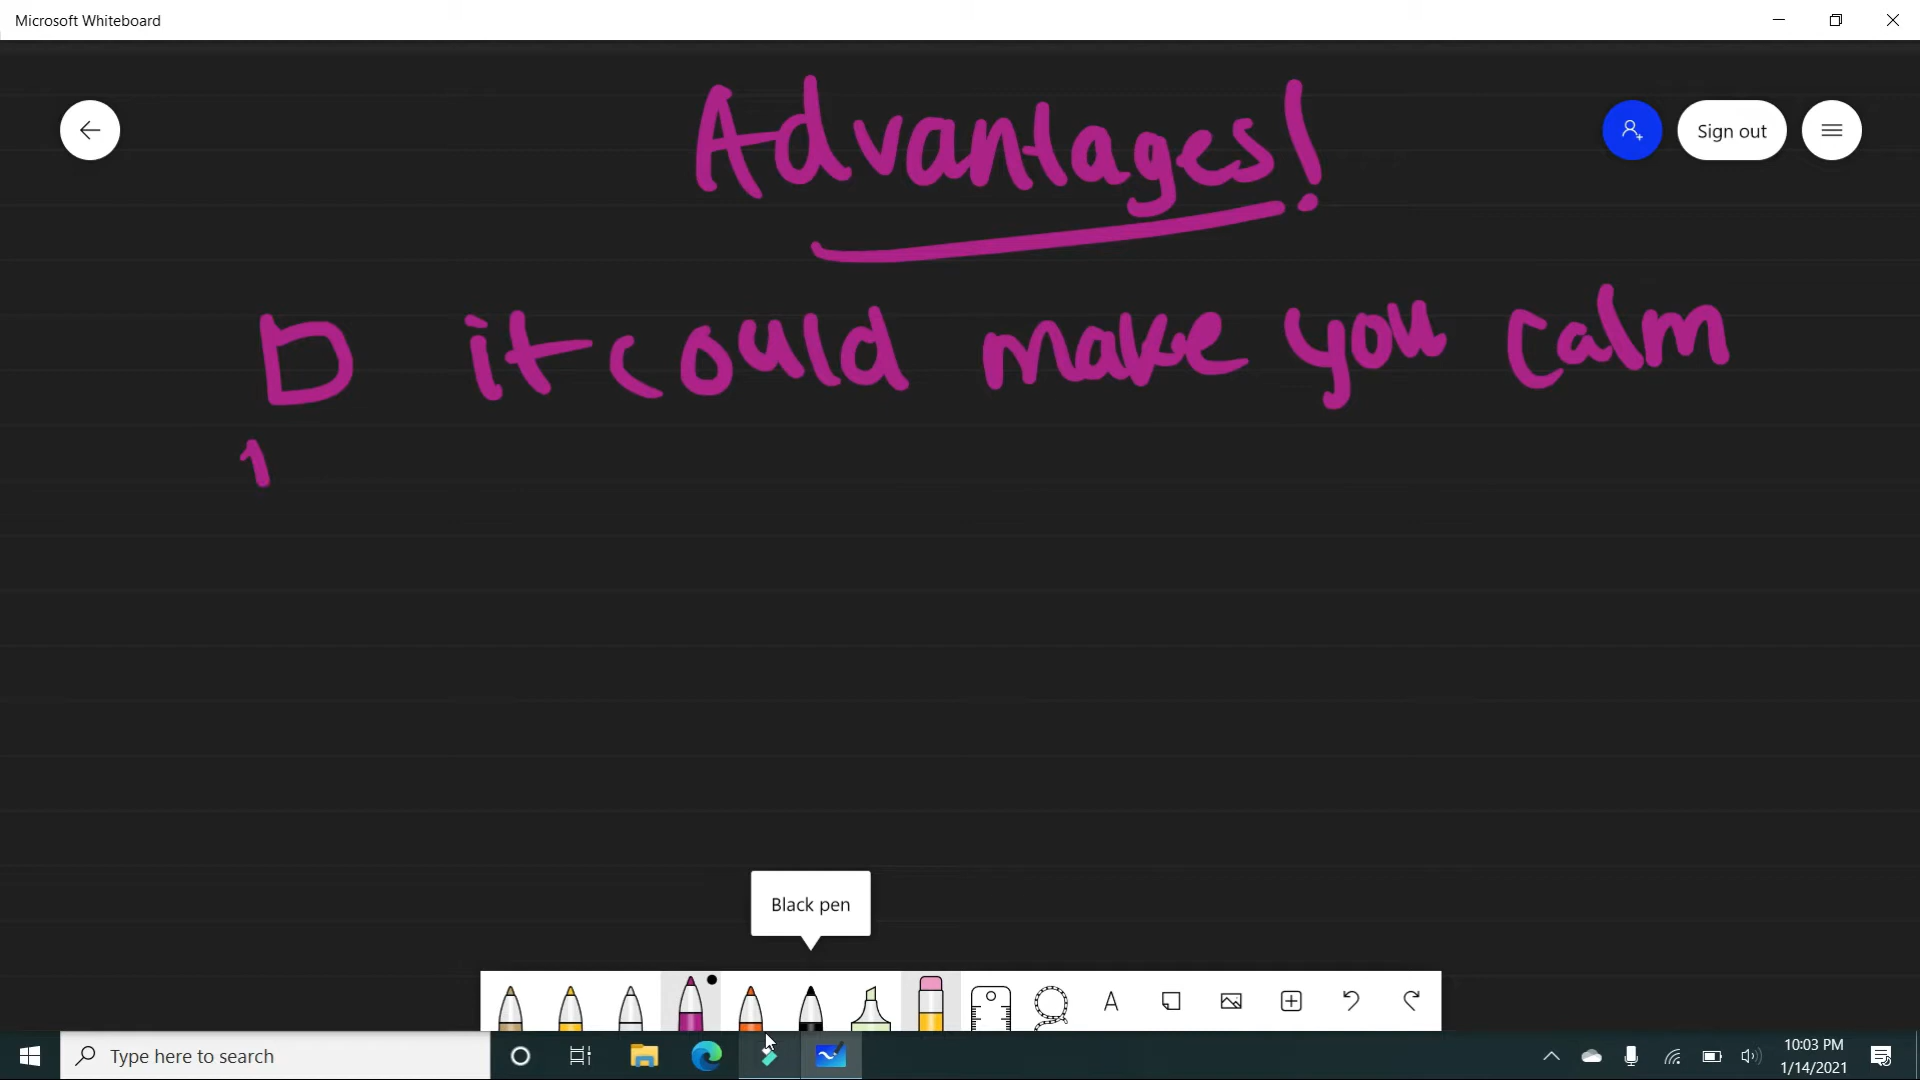 Microsoft Whiteboard
Advantages!
Sign out
it could make you calm
Black pen
A
Type here to search
10:03 PM
1/14/2021